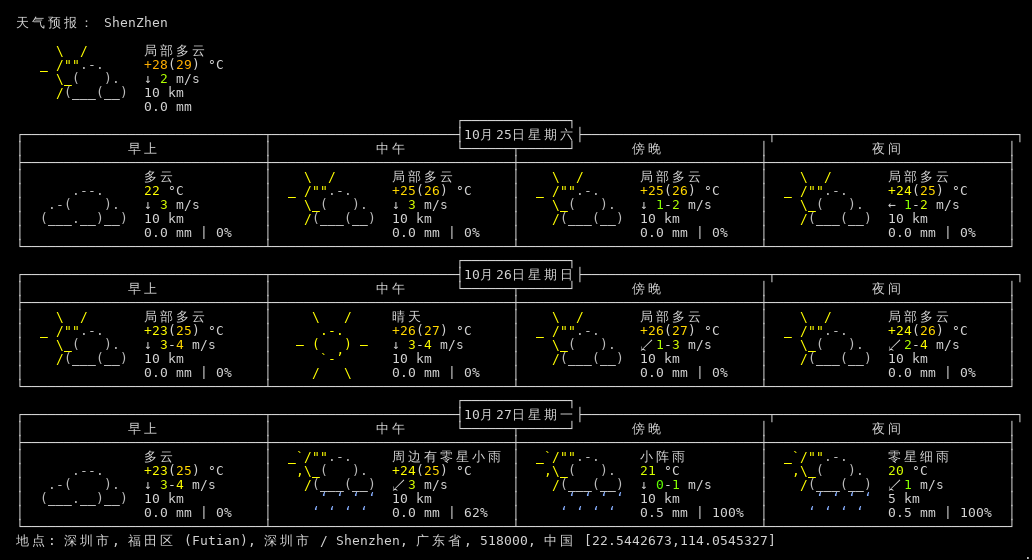 天气预报： ShenZhen
局部多云
+28(29) °C
↓ 2 m/s
10 km
0.0 mm
10月25日星期六
早上 中午 傍晚 夜间
多云 局部多云 局部多云 局部多云
22 °C +25(26) °C +25(26) °C +24(25) °C
↓ 3 m/s ↓ 3 m/s ↓ 1-2 m/s ← 1-2 m/s
10 km 10 km 10 km 10 km
0.0 mm | 0% 0.0 mm | 0% 0.0 mm | 0% 0.0 mm | 0%
10月26日星期日
早上 中午 傍晚 夜间
局部多云 晴天 局部多云 局部多云
+23(25) °C +26(27) °C +26(27) °C +24(26) °C
↓ 3-4 m/s ↓ 3-4 m/s ↙ 1-3 m/s ↙ 2-4 m/s
10 km 10 km 10 km 10 km
0.0 mm | 0% 0.0 mm | 0% 0.0 mm | 0% 0.0 mm | 0%
10月27日星期一
早上 中午 傍晚 夜间
多云 周边有零星小雨 小阵雨 零星细雨
+23(25) °C +24(25) °C 21 °C 20 °C
↓ 3-4 m/s ↙ 3 m/s ↓ 0-1 m/s ↙ 1 m/s
10 km 10 km 10 km 5 km
0.0 mm | 0% 0.0 mm | 62% 0.5 mm | 100% 0.5 mm | 100%
地点: 深圳市, 福田区 (Futian), 深圳市 / Shenzhen, 广东省, 518000, 中国 [22.5442673,114.0545327]